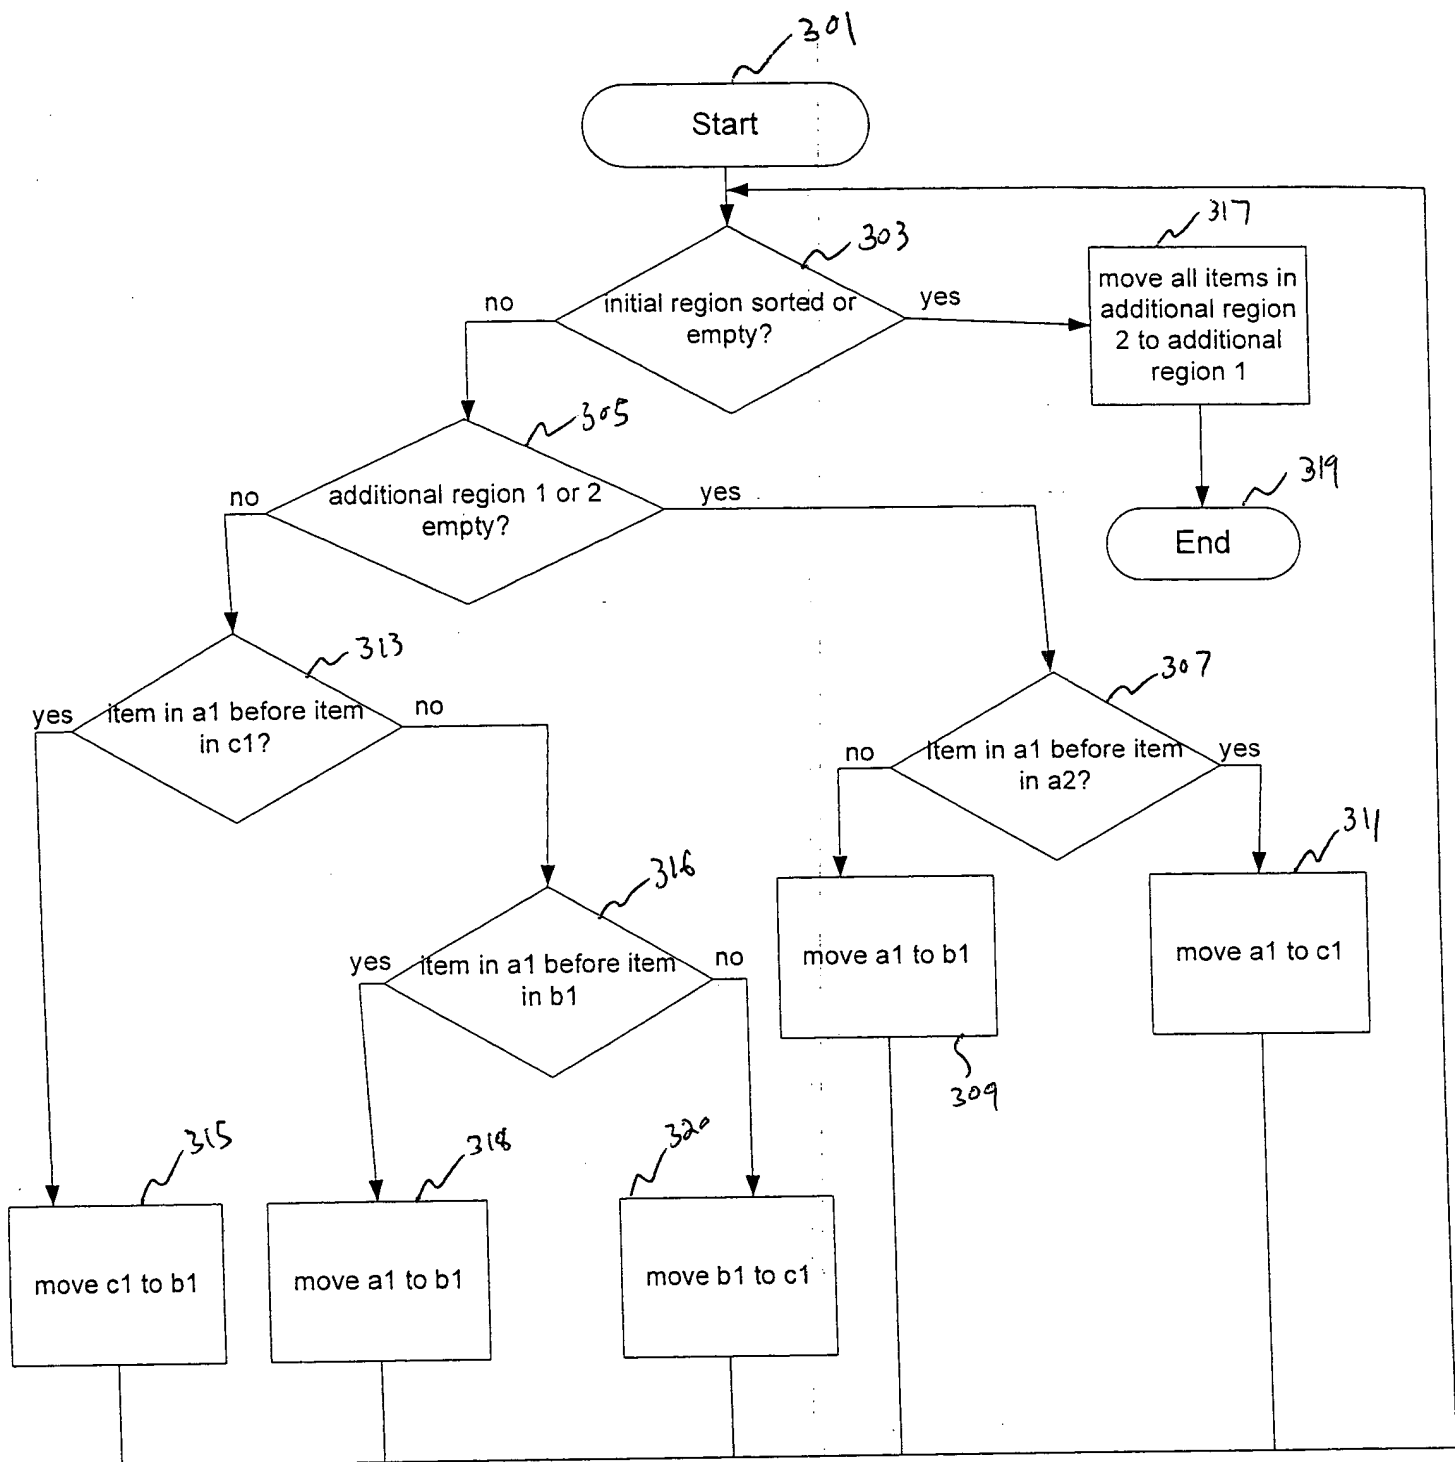 301
Start
317
303
move all items in
additional region
2 to additional
region 1
no
initial region sorted or
empty?
yes
305
319
End
no
additional region 1 or 2
empty?
yes
313
307
yes
item in a1 before item
in c1?
no
no
item in a1 before item
in a2?
yes
311
316
move a1 to b1
move a1 to c1
yes
item in a1 before item
in b1
no
309
315
318
320
move c1 to b1
move a1 to b1
move b1 to c1